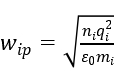 w_{ip} = \sqrt{\frac{n_i q_i^2}{\varepsilon_0 m_i}}